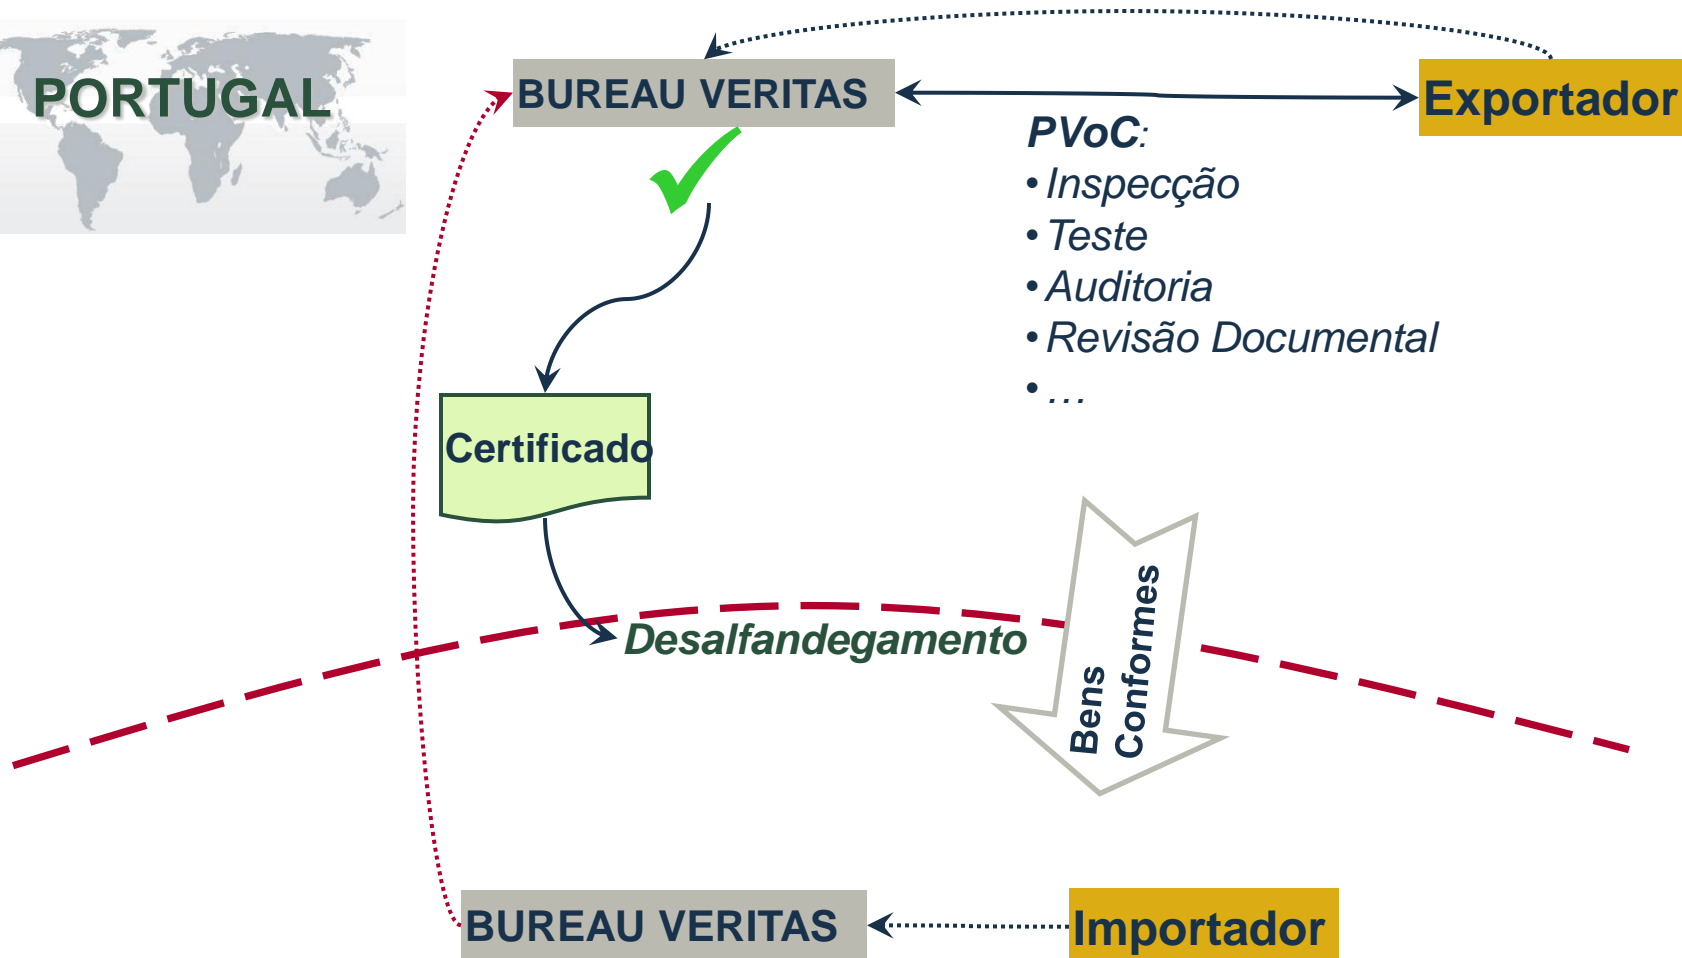 PORTUGAL
BUREAU VERITAS
Exportador
PVoC:
• Inspecção
• Teste
• Auditoria
• Revisão Documental
• …
Certificado
Desalfandegamento
Bens
Conformes
BUREAU VERITAS
Importador